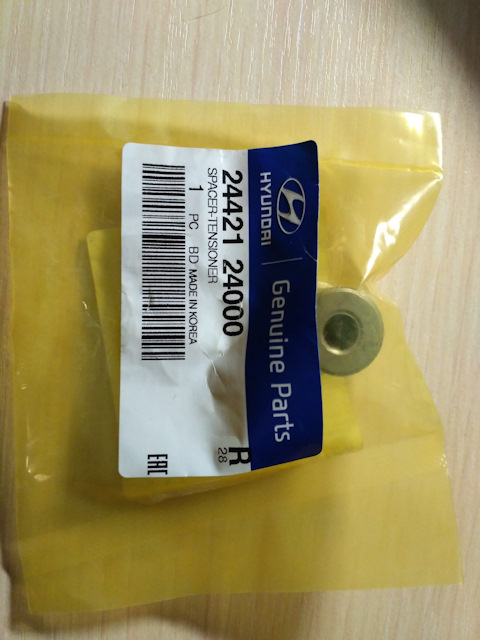 HYUNDAI | Genuine Parts
24421 24000
SPACER-TENSIONER
1 PC BD MADE IN KOREA
R
28
EAC